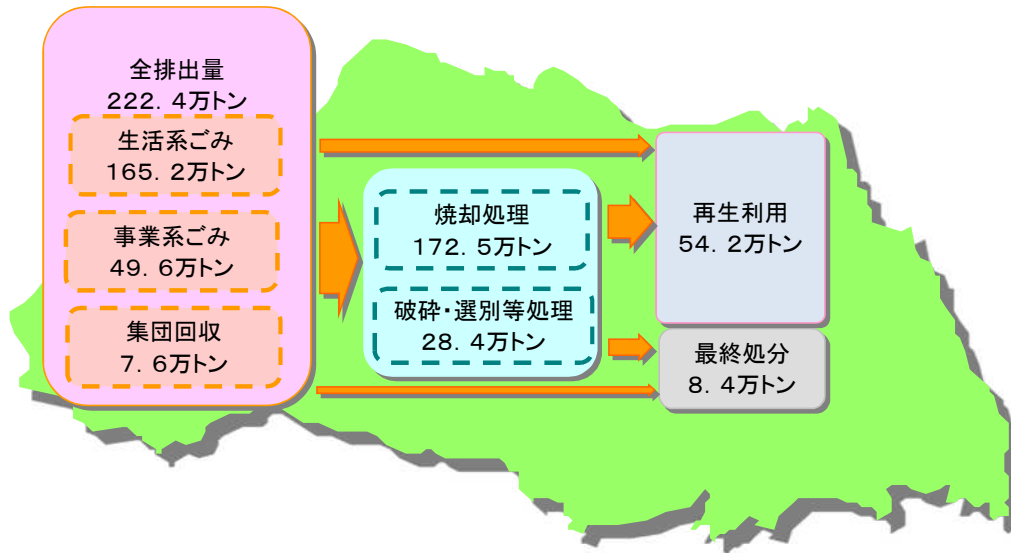 全排出量
222．4万トン
生活系ごみ
165．2万トン
事業系ごみ
49．6万トン
集団回収
7．6万トン
焼却処理
172．5万トン
破砕・選別等処理
28．4万トン
再生利用
54．2万トン
最終処分
8．4万トン